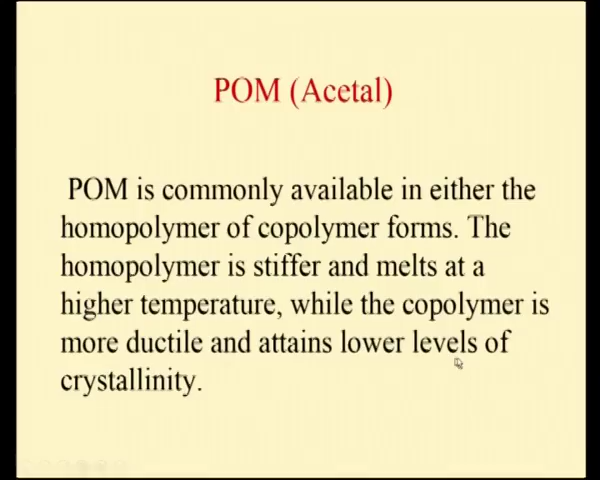 POM (Acetal)
POM is commonly available in either the
homopolymer of copolymer forms. The
homopolymer is stiffer and melts at a
higher temperature, while the copolymer is
more ductile and attains lower levels of
crystallinity.